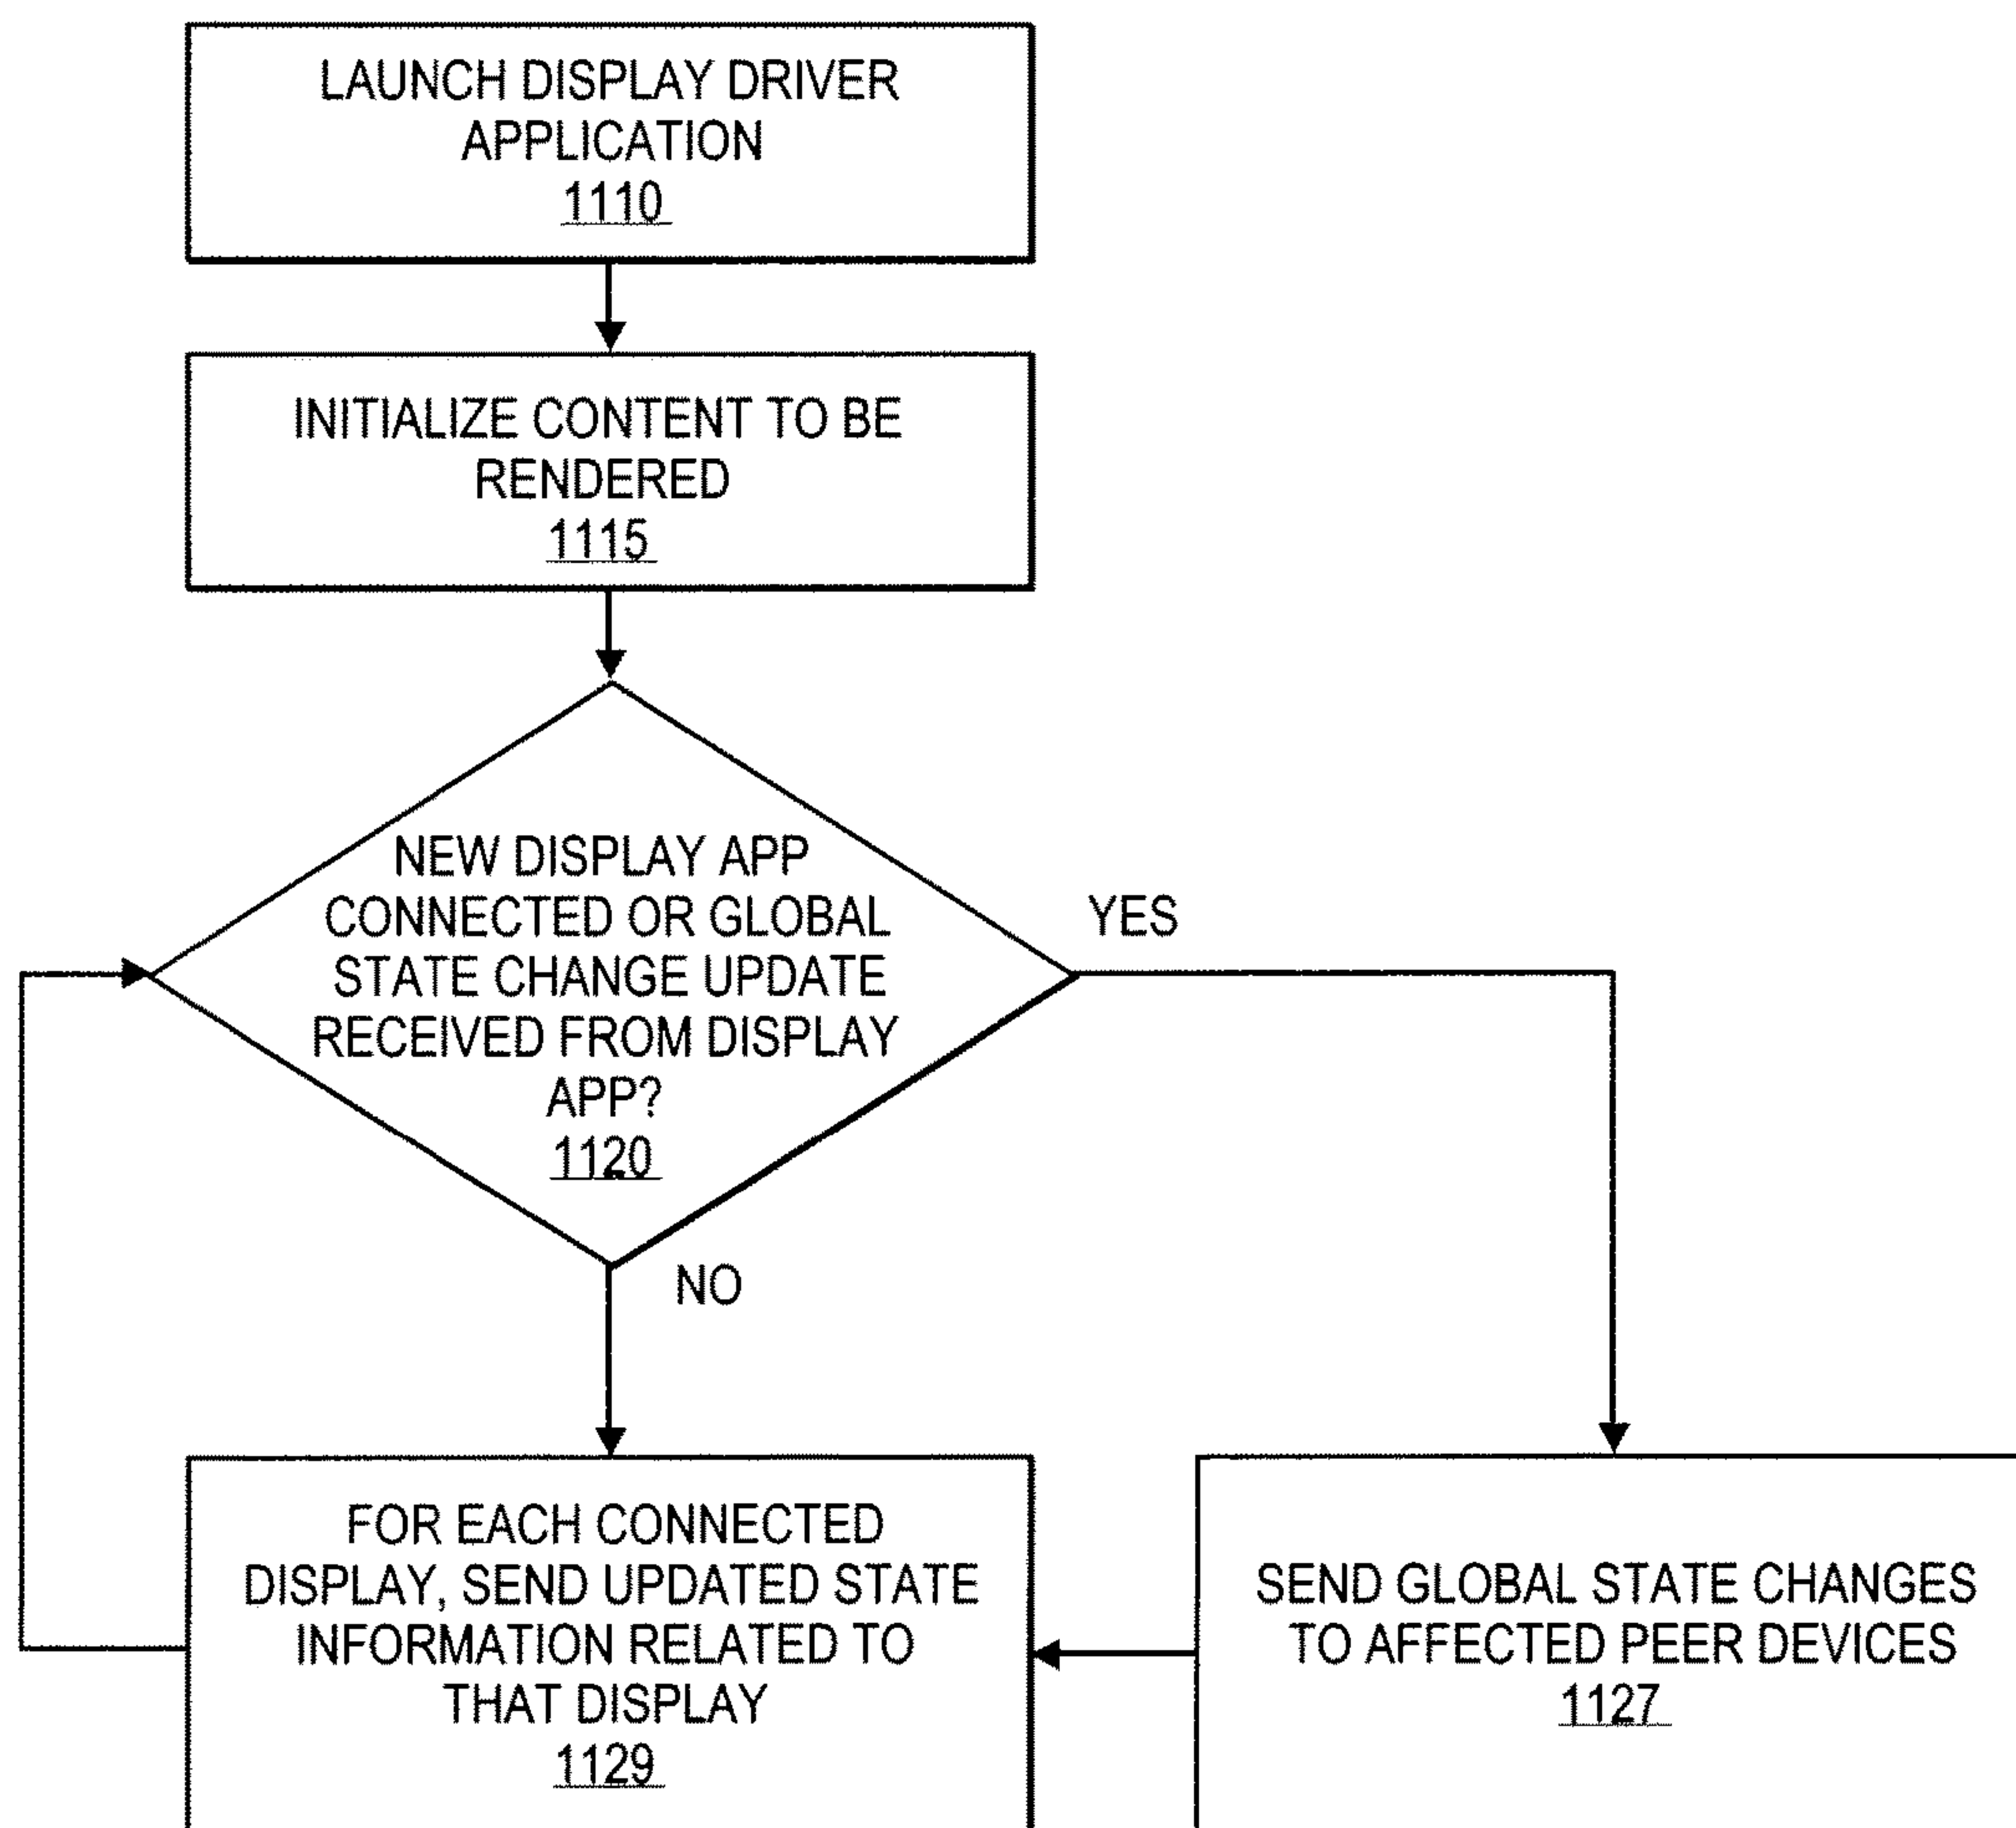 LAUNCH DISPLAY DRIVER
APPLICATION
1110
INITIALIZE CONTENT TO BE
RENDERED
1115
NEW DISPLAY APP
CONNECTED OR GLOBAL
STATE CHANGE UPDATE
RECEIVED FROM DISPLAY
APP?
1120
YES
NO
FOR EACH CONNECTED
DISPLAY, SEND UPDATED STATE
INFORMATION RELATED TO
THAT DISPLAY
1129
SEND GLOBAL STATE CHANGES
TO AFFECTED PEER DEVICES
1127